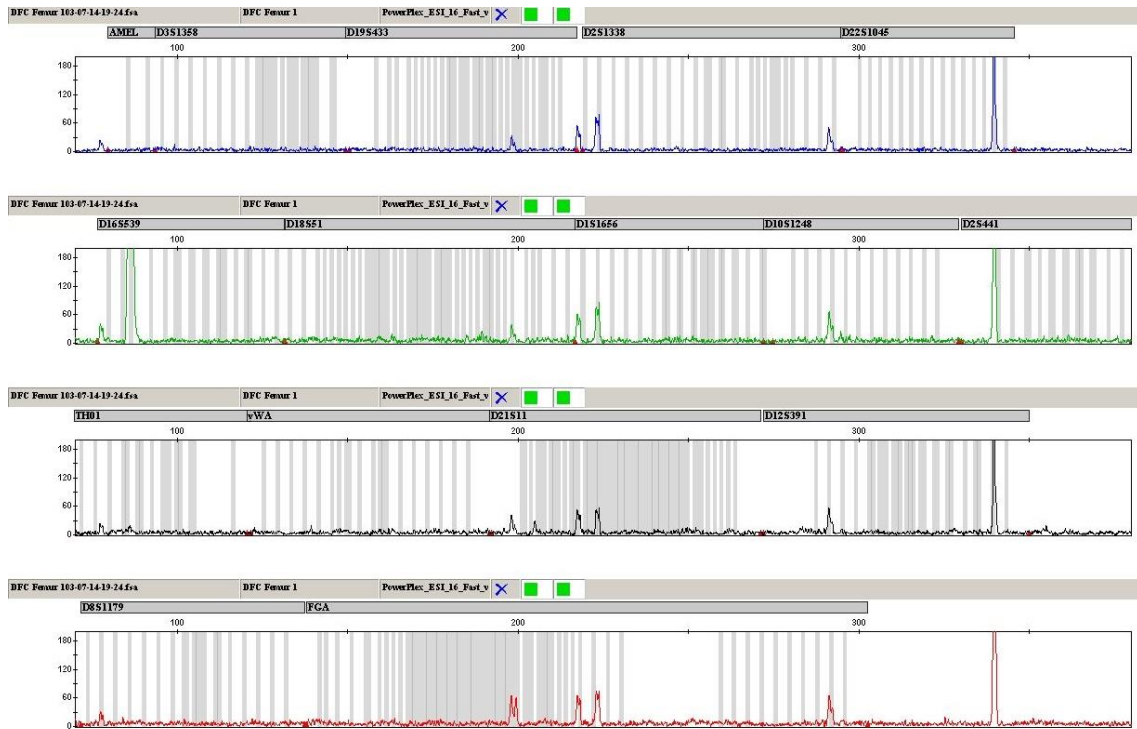 DFC Femur 103-07-14-19-24.fsa DFC Femur 1 PowerPlex_ESI_16_Fast_v
AMEL D3S1358 D19S433 D2S1338 D22S1045
100 200 300
180
120
60
0
DFC Femur 103-07-14-19-24.fsa DFC Femur 1 PowerPlex_ESI_16_Fast_v
D16S539 D18S51 D1S1656 D10S1248 D2S441
100 200 300
180
120
60
0
DFC Femur 103-07-14-19-24.fsa DFC Femur 1 PowerPlex_ESI_16_Fast_v
TH01 vWA D21S11 D12S391
100 200 300
180
120
60
0
DFC Femur 103-07-14-19-24.fsa DFC Femur 1 PowerPlex_ESI_16_Fast_v
D8S1179 FGA
100 200 300
180
120
60
0